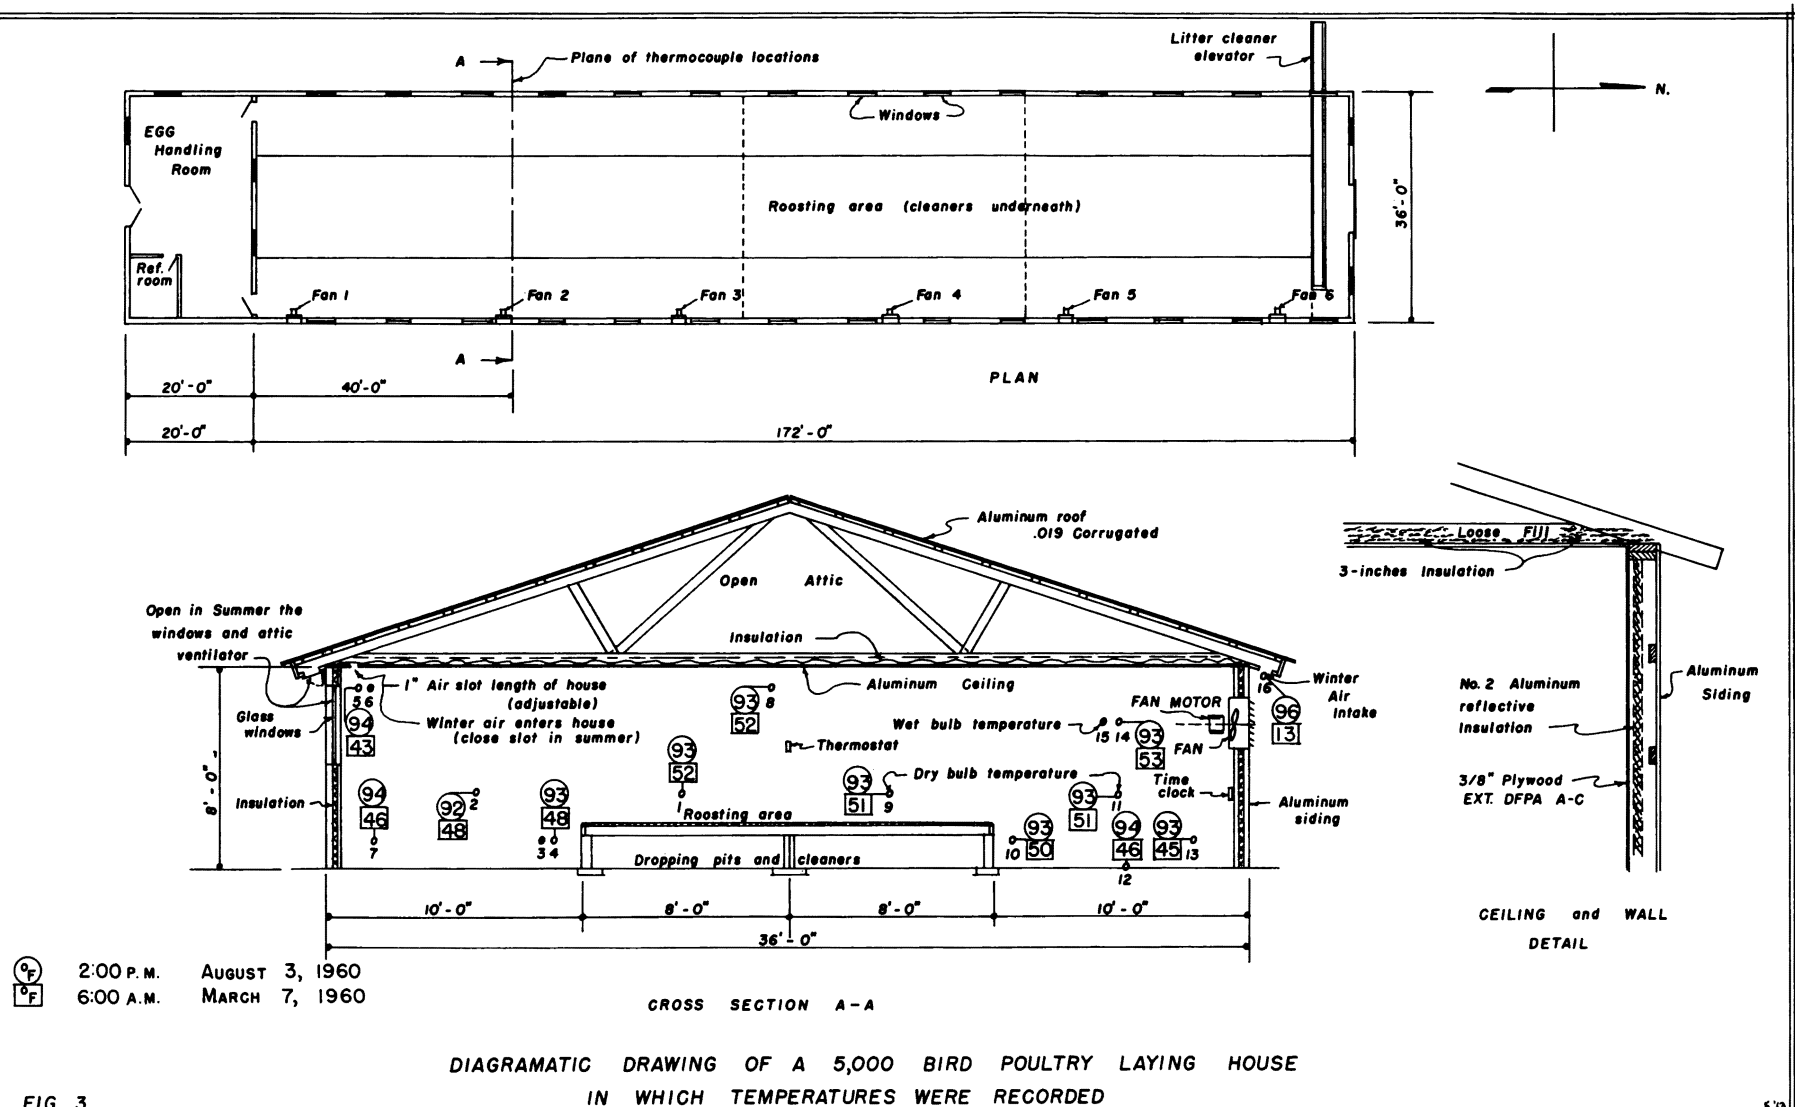 Litter cleaner
elevator
A
Plane of thermocouple locations
N.
Windows
EGG
Handling
Room
36'-0"
Roosting area (cleaners underneath)
Ref.
room
Fan 1
Fan 2
Fan 3
Fan 4
Fan 5
Fan 6
A
PLAN
20'-0"
40'-0"
20'-0"
172'-0"
Aluminum roof
.019 Corrugated
Loose Fill
3-inches Insulation
Open Attic
Open in Summer the
windows and attic
ventilator
Insulation
1" Air slot length of house
(adjustable)
Aluminum Ceiling
Winter
Air
Intake
16
96
13
5 6
94
43
Glass
windows
Winter air enters house
(close slot in summer)
93
52
8
Wet bulb temperature
15 14
FAN MOTOR
FAN
93
53
Thermostat
93
52
1
8'-0"
Insulation
94
46
7
92
48
2
93
48
3 4
Roosting area
93
51
9
Dry bulb temperature
93
51
11
Time
clock
Aluminum
siding
10
93
50
94
46
12
93
45
13
Dropping pits and cleaners
10'-0"
8'-0"
8'-0"
10'-0"
36'-0"
No. 2 Aluminum
reflective
Insulation
Aluminum
Siding
3/8" Plywood
EXT. DFPA A-C
CEILING and WALL
DETAIL
°F 2:00 P.M. AUGUST 3, 1960
°F 6:00 A.M. MARCH 7, 1960
CROSS SECTION A-A
DIAGRAMATIC DRAWING OF A 5,000 BIRD POULTRY LAYING HOUSE
IN WHICH TEMPERATURES WERE RECORDED
FIG. 3